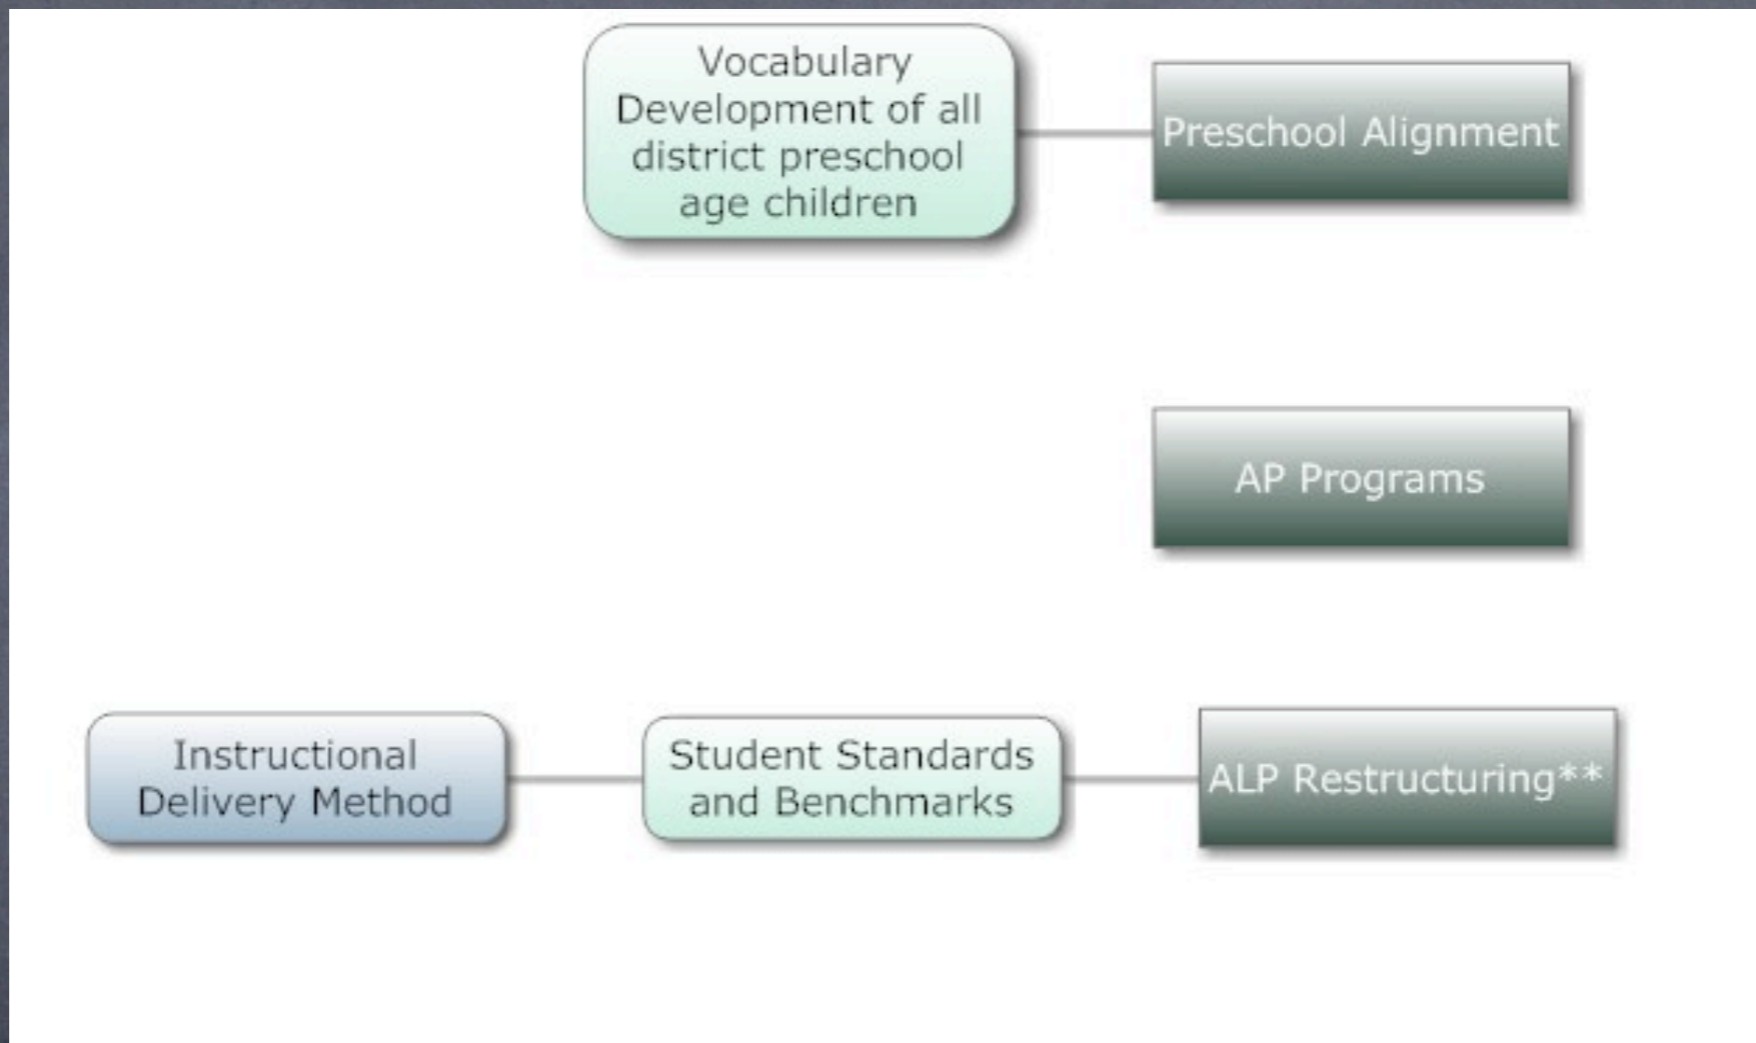 Vocabulary
Development of all
district preschool
age children
Preschool Alignment
AP Programs
Instructional
Delivery Method
Student Standards
and Benchmarks
ALP Restructuring**